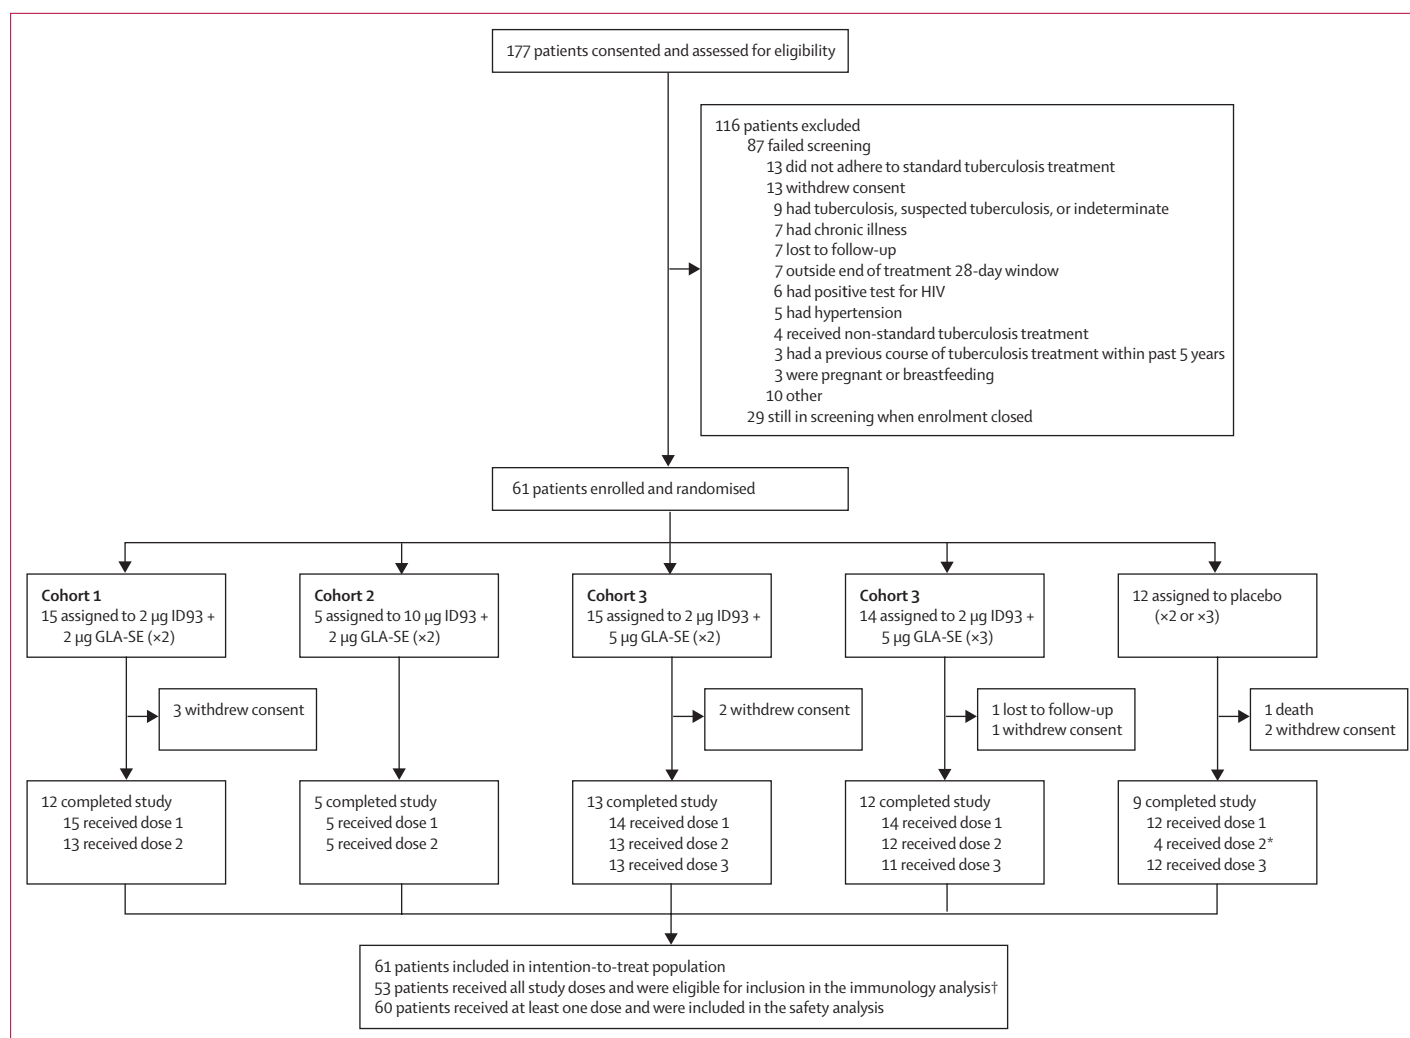 177 patients consented and assessed for eligibility
116 patients excluded
87 failed screening
13 did not adhere to standard tuberculosis treatment
13 withdrew consent
9 had tuberculosis, suspected tuberculosis, or indeterminate
7 had chronic illness
7 lost to follow-up
7 outside end of treatment 28-day window
6 had positive test for HIV
5 had hypertension
4 received non-standard tuberculosis treatment
3 had a previous course of tuberculosis treatment within past 5 years
3 were pregnant or breastfeeding
10 other
29 still in screening when enrolment closed
61 patients enrolled and randomised
Cohort 1
15 assigned to 2 µg ID93 +
2 µg GLA-SE (×2)
Cohort 2
5 assigned to 10 µg ID93 +
2 µg GLA-SE (×2)
Cohort 3
15 assigned to 2 µg ID93 +
5 µg GLA-SE (×2)
Cohort 3
14 assigned to 2 µg ID93 +
5 µg GLA-SE (×3)
12 assigned to placebo
(×2 or ×3)
3 withdrew consent
2 withdrew consent
1 lost to follow-up
1 withdrew consent
1 death
2 withdrew consent
12 completed study
15 received dose 1
13 received dose 2
5 completed study
5 received dose 1
5 received dose 2
13 completed study
14 received dose 1
13 received dose 2
13 received dose 3
12 completed study
14 received dose 1
12 received dose 2
11 received dose 3
9 completed study
12 received dose 1
4 received dose 2*
12 received dose 3
61 patients included in intention-to-treat population
53 patients received all study doses and were eligible for inclusion in the immunology analysis†
60 patients received at least one dose and were included in the safety analysis